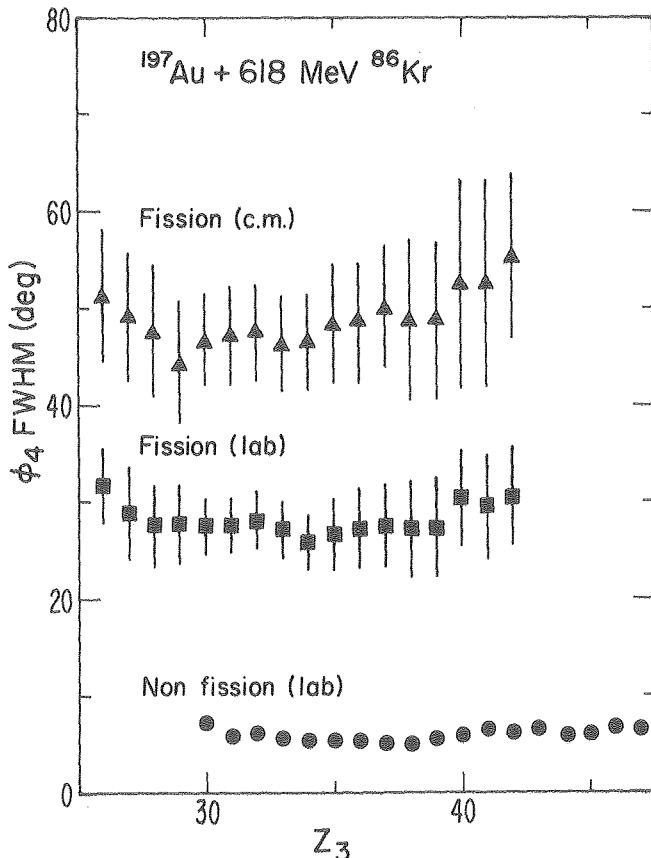 80
¹⁹⁷Au + 618 MeV ⁸⁶Kr
60
Fission (c.m.)
ϕ₄ FWHM (deg)
40
Fission (lab)
20
Non fission (lab)
0
30
40
Z₃